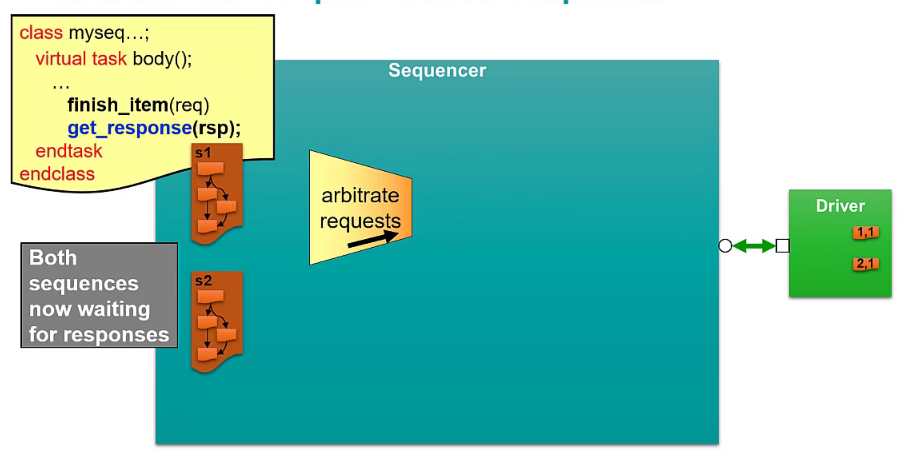 class myseq…;
virtual task body();
…
finish_item(req)
get_response(rsp);
endtask
endclass
Sequencer
s1
arbitrate
requests
Driver
1,1
2,1
Both
sequences
now waiting
for responses
s2